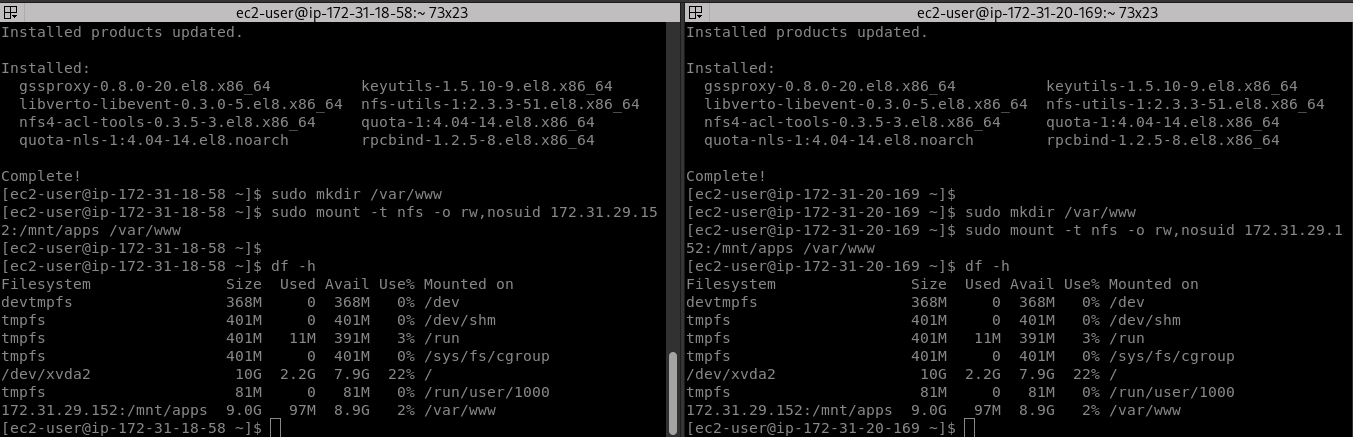 ec2-user@ip-172-31-18-58:~ 73x23
Installed products updated.
Installed:
  gssproxy-0.8.0-20.el8.x86_64          keyutils-1.5.10-9.el8.x86_64
  libverto-libevent-0.3.0-5.el8.x86_64  nfs-utils-1:2.3.3-51.el8.x86_64
  nfs4-acl-tools-0.3.5-3.el8.x86_64     quota-1:4.04-14.el8.x86_64
  quota-nls-1:4.04-14.el8.noarch        rpcbind-1.2.5-8.el8.x86_64
Complete!
[ec2-user@ip-172-31-18-58 ~]$ sudo mkdir /var/www
[ec2-user@ip-172-31-18-58 ~]$ sudo mount -t nfs -o rw,nosuid 172.31.29.15
2:/mnt/apps /var/www
[ec2-user@ip-172-31-18-58 ~]$
[ec2-user@ip-172-31-18-58 ~]$ df -h
Filesystem               Size  Used Avail Use% Mounted on
devtmpfs                 368M     0  368M   0% /dev
tmpfs                    401M     0  401M   0% /dev/shm
tmpfs                    401M   11M  391M   3% /run
tmpfs                    401M     0  401M   0% /sys/fs/cgroup
/dev/xvda2                10G  2.2G  7.9G  22% /
tmpfs                     81M     0   81M   0% /run/user/1000
172.31.29.152:/mnt/apps  9.0G   97M  8.9G   2% /var/www
[ec2-user@ip-172-31-18-58 ~]$
ec2-user@ip-172-31-20-169:~ 73x23
Installed products updated.
Installed:
  gssproxy-0.8.0-20.el8.x86_64          keyutils-1.5.10-9.el8.x86_64
  libverto-libevent-0.3.0-5.el8.x86_64  nfs-utils-1:2.3.3-51.el8.x86_64
  nfs4-acl-tools-0.3.5-3.el8.x86_64     quota-1:4.04-14.el8.x86_64
  quota-nls-1:4.04-14.el8.noarch        rpcbind-1.2.5-8.el8.x86_64
Complete!
[ec2-user@ip-172-31-20-169 ~]$
[ec2-user@ip-172-31-20-169 ~]$ sudo mkdir /var/www
[ec2-user@ip-172-31-20-169 ~]$ sudo mount -t nfs -o rw,nosuid 172.31.29.1
52:/mnt/apps /var/www
[ec2-user@ip-172-31-20-169 ~]$ df -h
Filesystem               Size  Used Avail Use% Mounted on
devtmpfs                 368M     0  368M   0% /dev
tmpfs                    401M     0  401M   0% /dev/shm
tmpfs                    401M   11M  391M   3% /run
tmpfs                    401M     0  401M   0% /sys/fs/cgroup
/dev/xvda2                10G  2.2G  7.9G  22% /
tmpfs                     81M     0   81M   0% /run/user/1000
172.31.29.152:/mnt/apps  9.0G   97M  8.9G   2% /var/www
[ec2-user@ip-172-31-20-169 ~]$